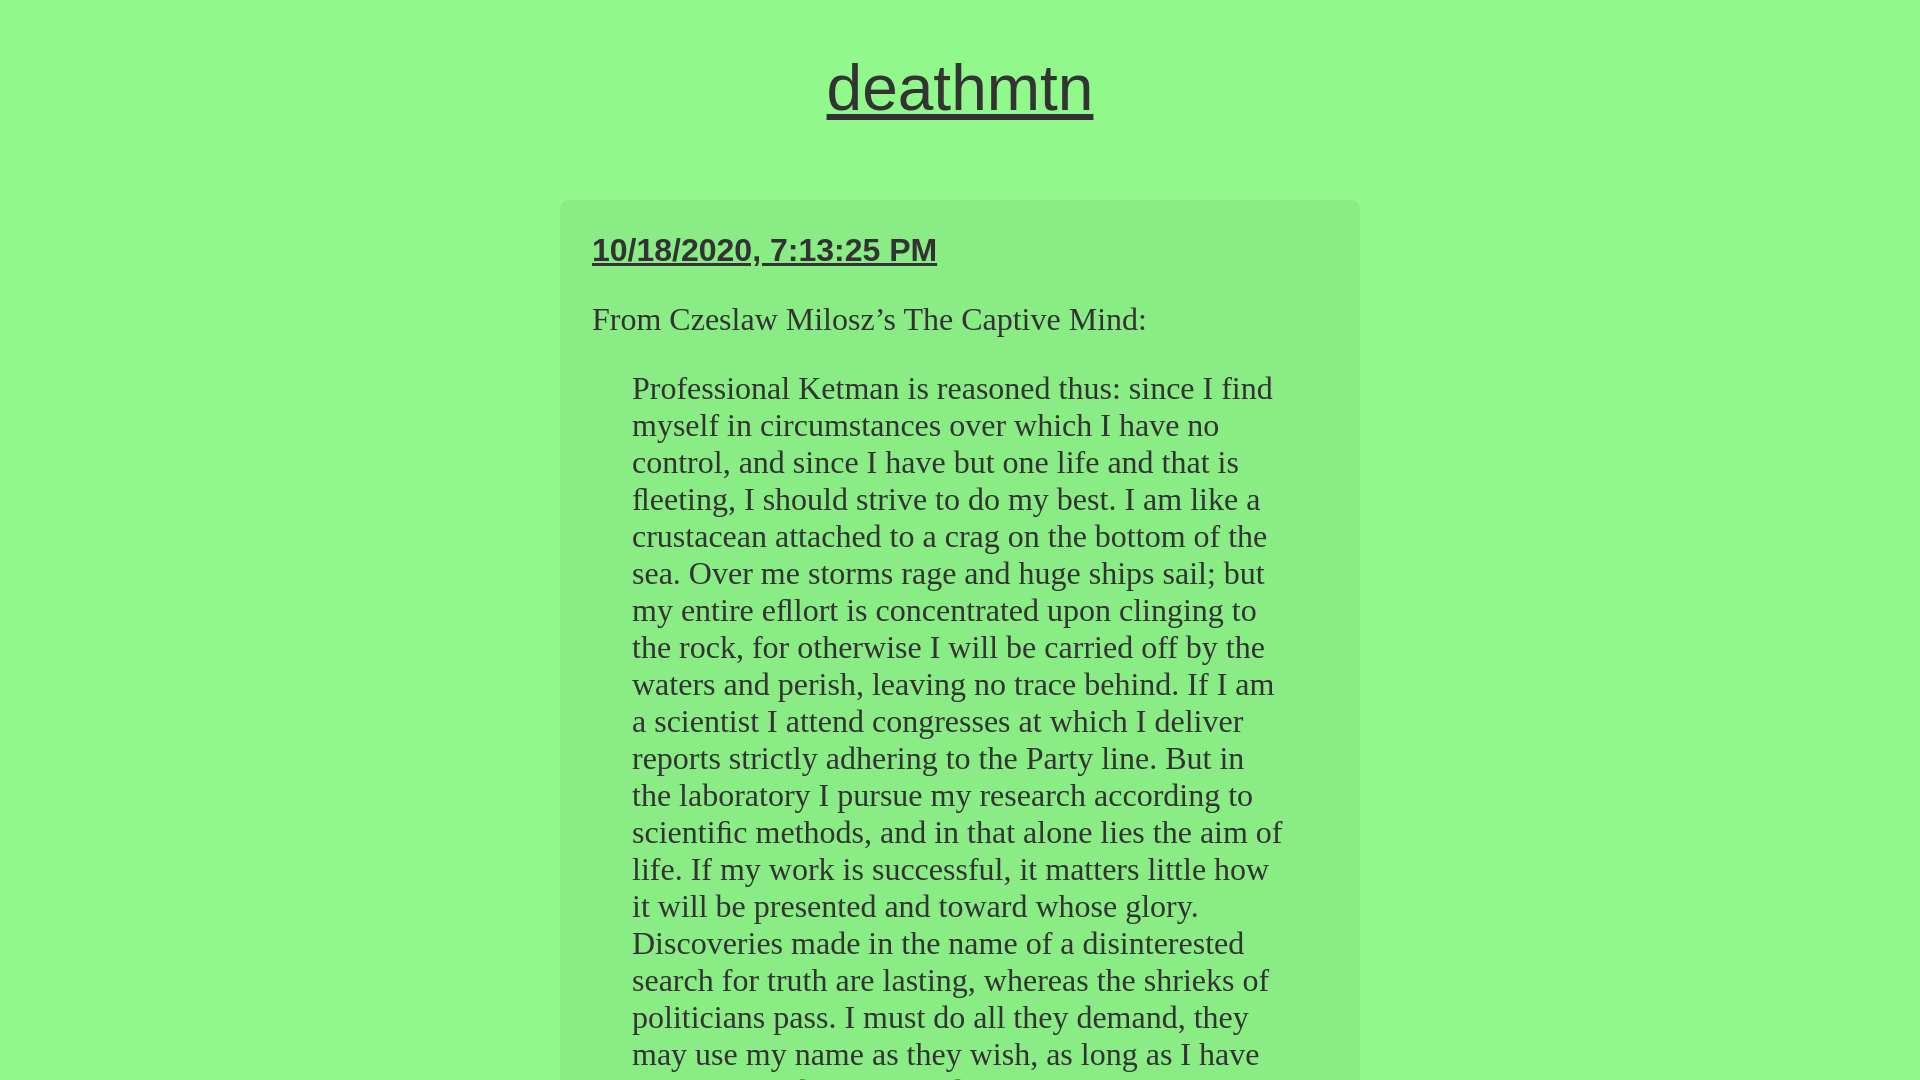 deathmtn
10/18/2020, 7:13:25 PM
From Czeslaw Milosz’s The Captive Mind:
Professional Ketman is reasoned thus: since I find
myself in circumstances over which I have no
control, and since I have but one life and that is
fleeting, I should strive to do my best. I am like a
crustacean attached to a crag on the bottom of the
sea. Over me storms rage and huge ships sail; but
my entire efllort is concentrated upon clinging to
the rock, for otherwise I will be carried off by the
waters and perish, leaving no trace behind. If I am
a scientist I attend congresses at which I deliver
reports strictly adhering to the Party line. But in
the laboratory I pursue my research according to
scientific methods, and in that alone lies the aim of
life. If my work is successful, it matters little how
it will be presented and toward whose glory.
Discoveries made in the name of a disinterested
search for truth are lasting, whereas the shrieks of
politicians pass. I must do all they demand, they
may use my name as they wish, as long as I have